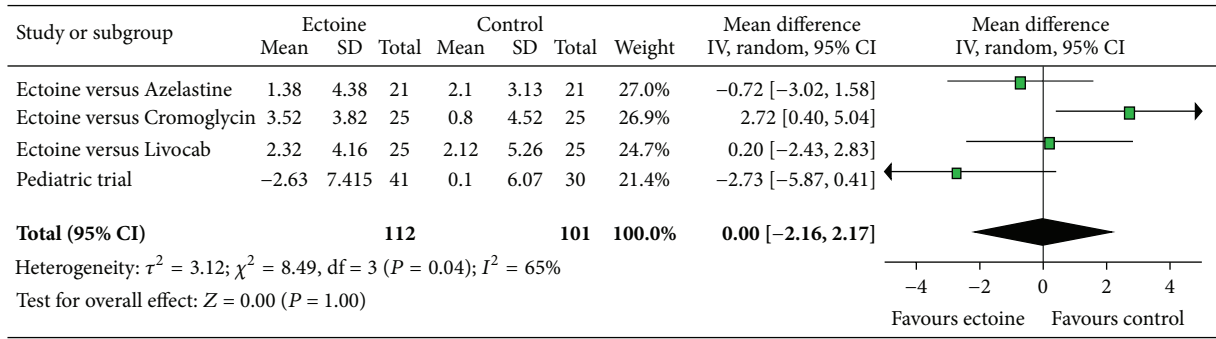 Study or subgroup Ectoine Control Mean difference Mean difference
Mean SD Total Mean SD Total Weight IV, random, 95% CI IV, random, 95% CI
Ectoine versus Azelastine 1.38 4.38 21 2.1 3.13 21 27.0% −0.72 [−3.02, 1.58]
Ectoine versus Cromoglycin 3.52 3.82 25 0.8 4.52 25 26.9% 2.72 [0.40, 5.04]
Ectoine versus Livocab 2.32 4.16 25 2.12 5.26 25 24.7% 0.20 [−2.43, 2.83]
Pediatric trial −2.63 7.415 41 0.1 6.07 30 21.4% −2.73 [−5.87, 0.41]
Total (95% CI) 112 101 100.0% 0.00 [−2.16, 2.17]
Heterogeneity: τ² = 3.12; χ² = 8.49, df = 3 (P = 0.04); I² = 65%
Test for overall effect: Z = 0.00 (P = 1.00)
−4 −2 0 2 4
Favours ectoine Favours control